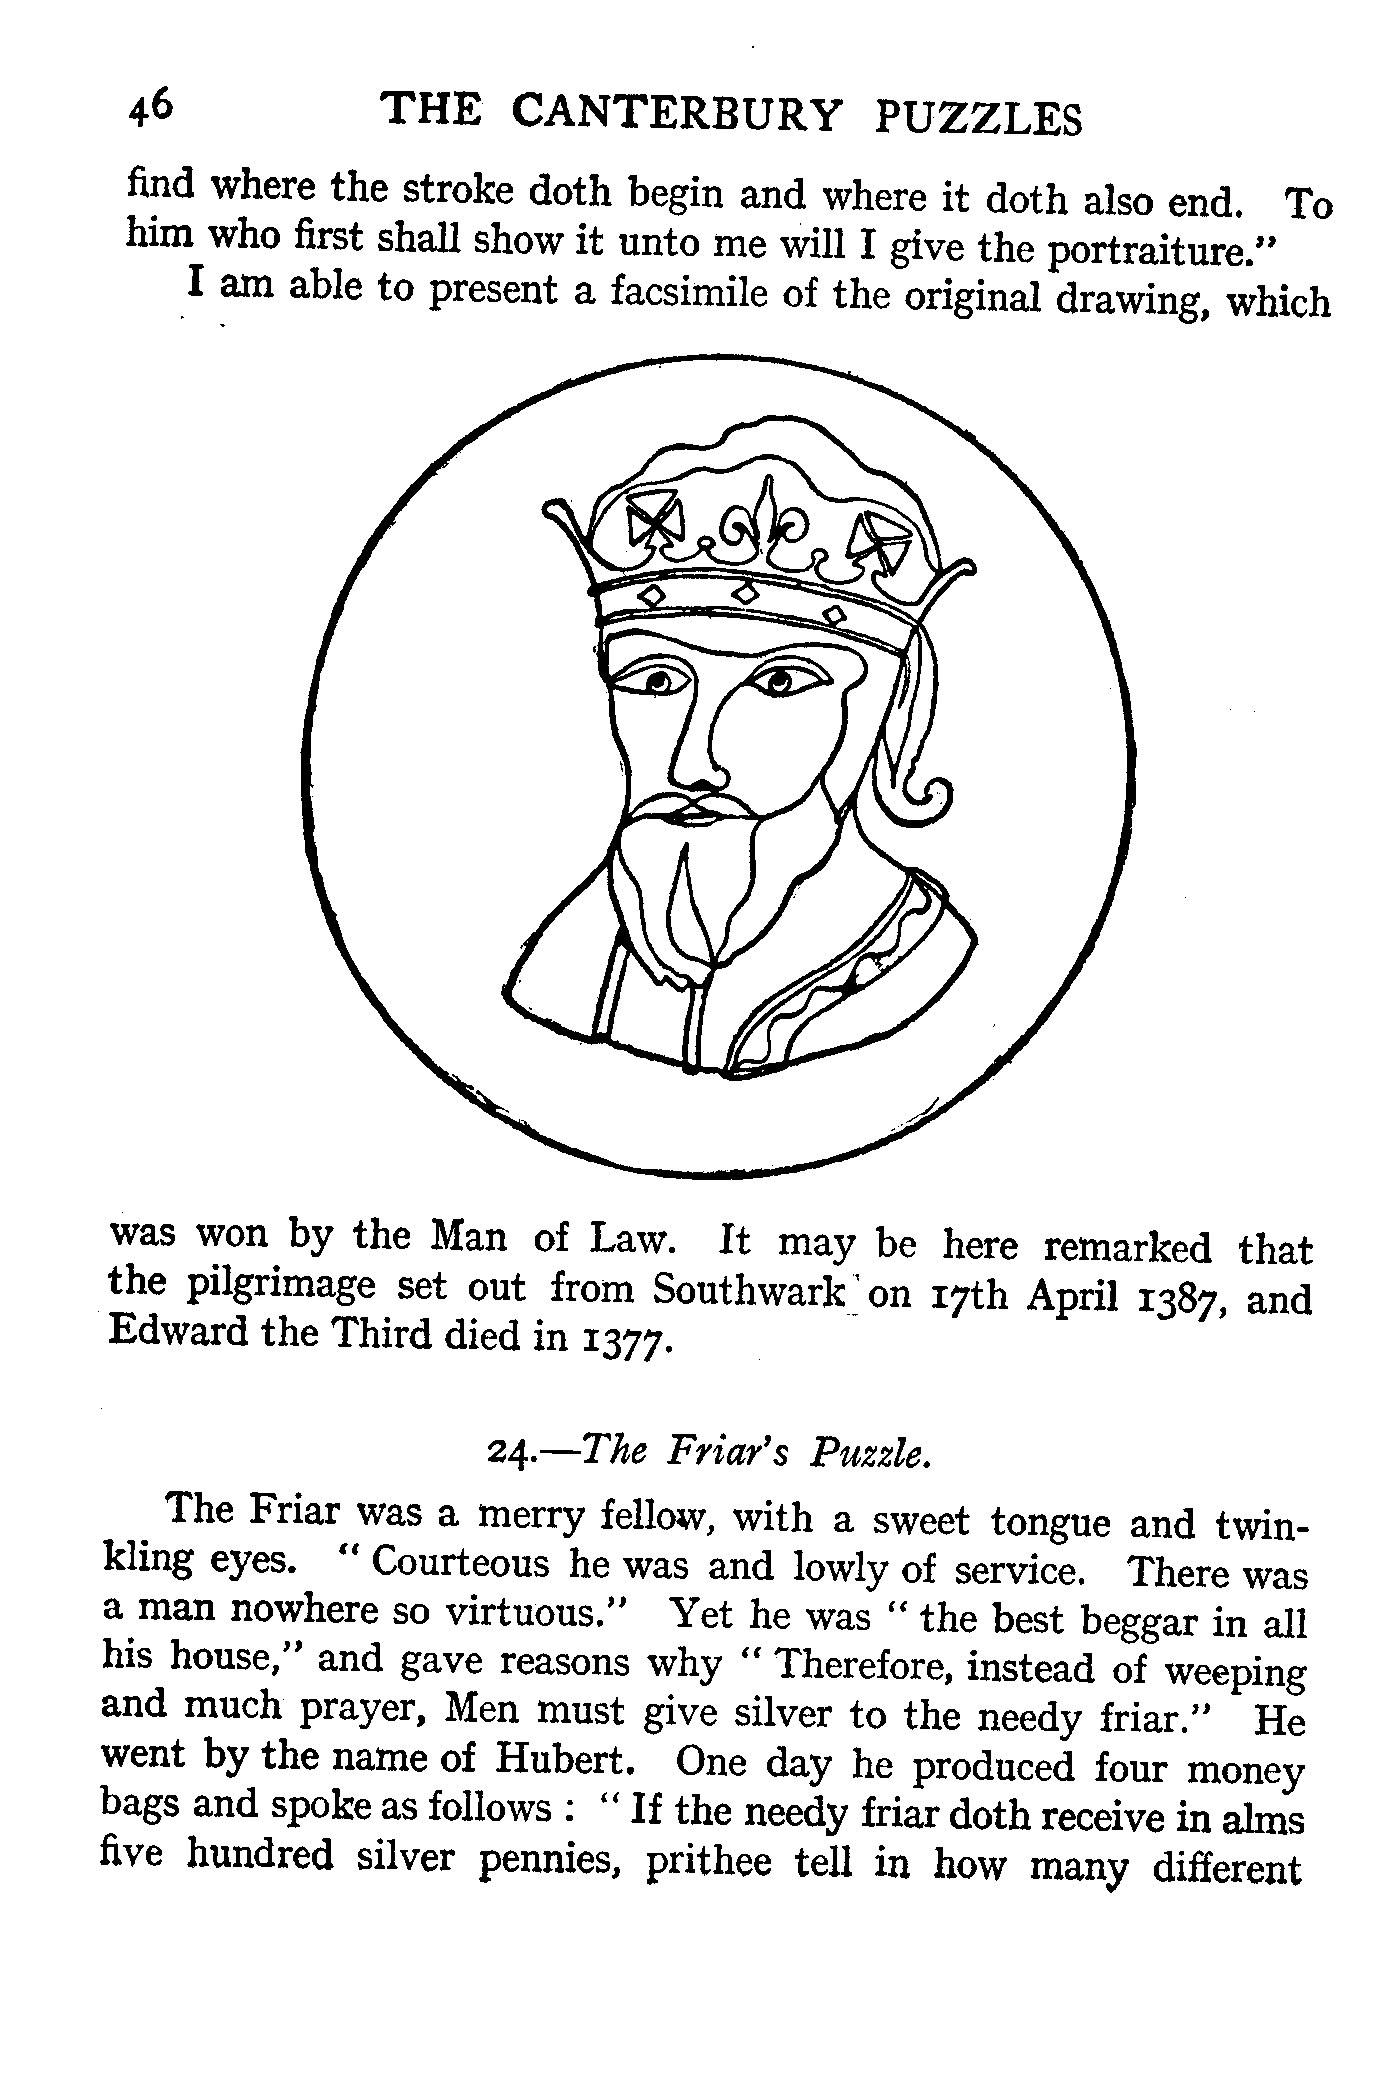 46 THE CANTERBURY PUZZLES
find where the stroke doth begin and where it doth also end. To
him who first shall show it unto me will I give the portraiture.”
I am able to present a facsimile of the original drawing, which
was won by the Man of Law. It may be here remarked that
the pilgrimage set out from Southwark on 17th April 1387, and
Edward the Third died in 1377.
24.—The Friar's Puzzle.
The Friar was a merry fellow, with a sweet tongue and twin-
kling eyes. “ Courteous he was and lowly of service. There was
a man nowhere so virtuous.” Yet he was “ the best beggar in all
his house,” and gave reasons why “ Therefore, instead of weeping
and much prayer, Men must give silver to the needy friar.” He
went by the name of Hubert. One day he produced four money
bags and spoke as follows : “ If the needy friar doth receive in alms
five hundred silver pennies, prithee tell in how many different